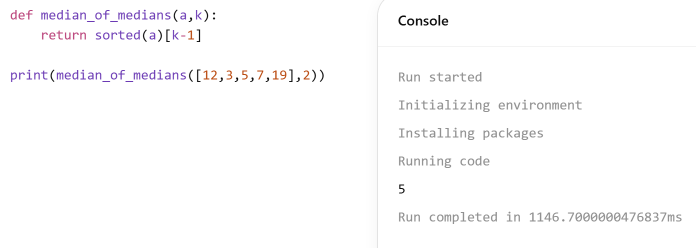 def median_of_medians(a,k):
    return sorted(a)[k-1]
print(median_of_medians([12,3,5,7,19],2))
Console
Run started
Initializing environment
Installing packages
Running code
5
Run completed in 1146.7000000476837ms